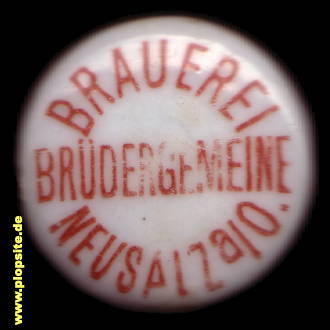 BRAUEREI
BRÜDERGEMEINE
NEUSALZ a/O.
www.plopsite.de